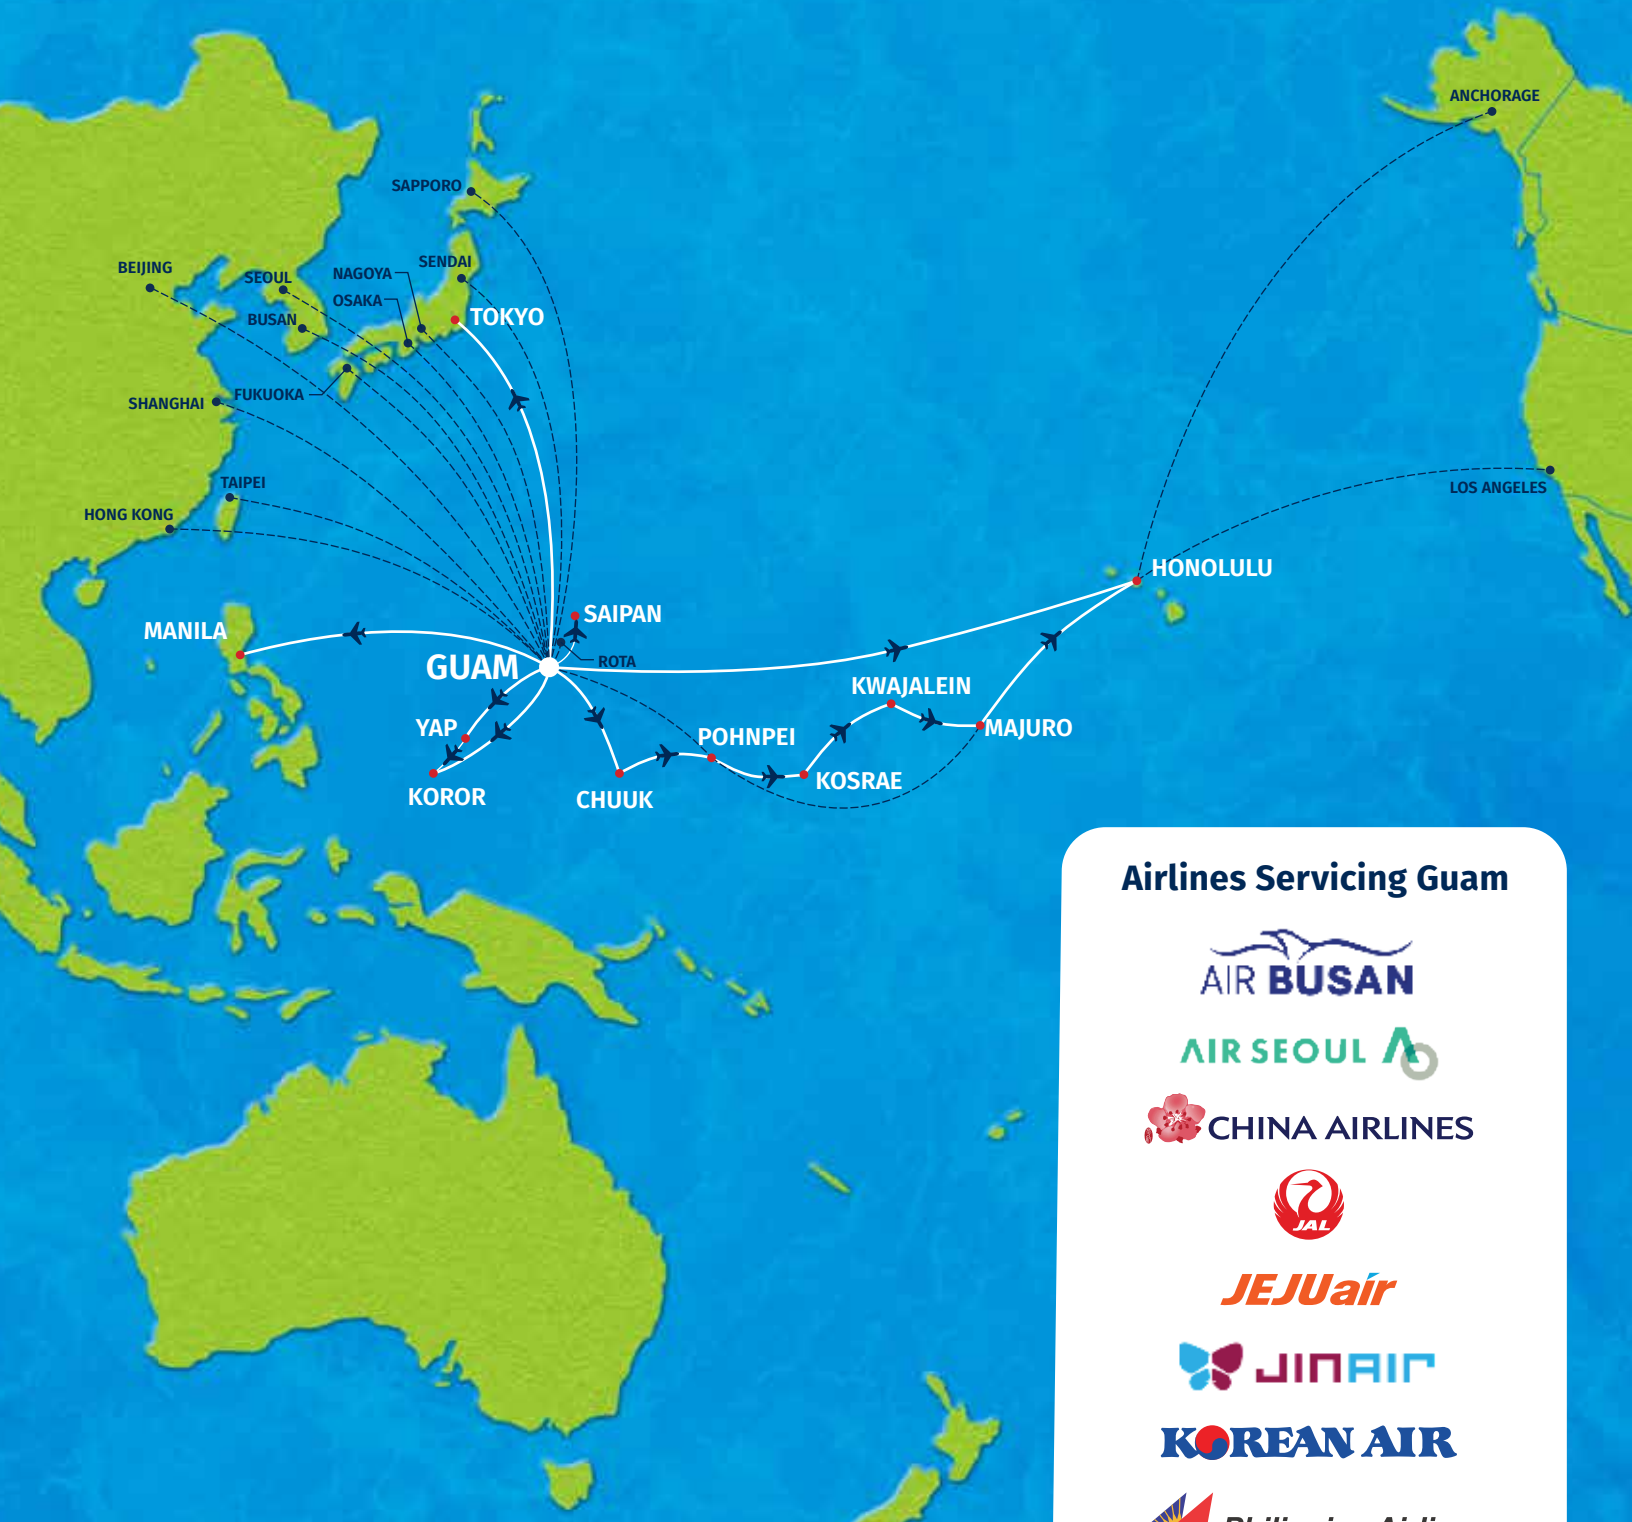 ANCHORAGE
SAPPORO
SENDAI
BEIJING
SEOUL
NAGOYA
OSAKA
BUSAN
TOKYO
FUKUOKA
SHANGHAI
TAIPEI
HONG KONG
LOS ANGELES
HONOLULU
SAIPAN
MANILA
GUAM
ROTA
KWAJALEIN
YAP
POHNPEI
MAJURO
KOROR
CHUUK
KOSRAE
Airlines Servicing Guam
AIR BUSAN
AIR SEOUL
CHINA AIRLINES
JAL
JEJUair
JINAIR
KOREAN AIR